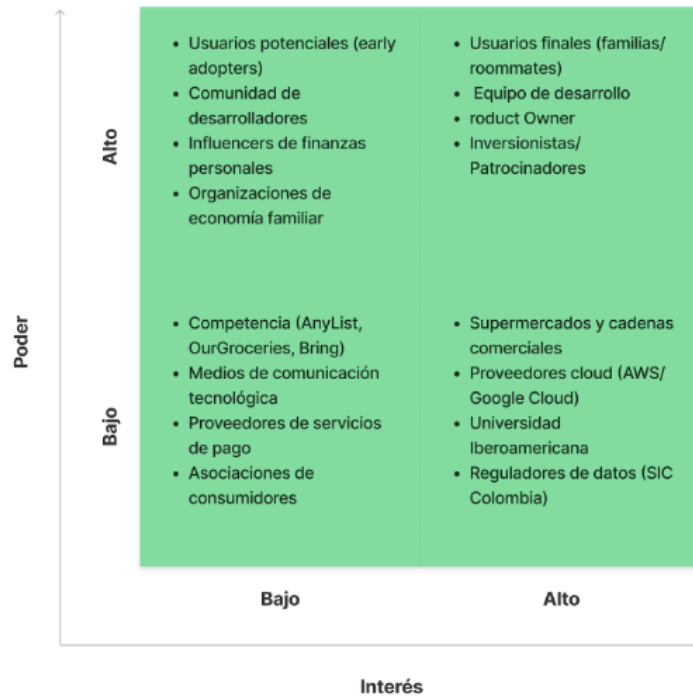 • Usuarios potenciales (early
adopters)
• Comunidad de
desarrolladores
• Influencers de finanzas
personales
• Organizaciones de
economía familiar
• Usuarios finales (familias/
roommates)
• Equipo de desarrollo
• roduct Owner
• Inversionistas/
Patrocinadores
Alto
Poder
• Competencia (AnyList,
OurGroceries, Bring)
• Medios de comunicación
tecnológica
• Proveedores de servicios
de pago
• Asociaciones de
consumidores
• Supermercados y cadenas
comerciales
• Proveedores cloud (AWS/
Google Cloud)
• Universidad
Iberoamericana
• Reguladores de datos (SIC
Colombia)
Bajo
Bajo
Alto
Interés